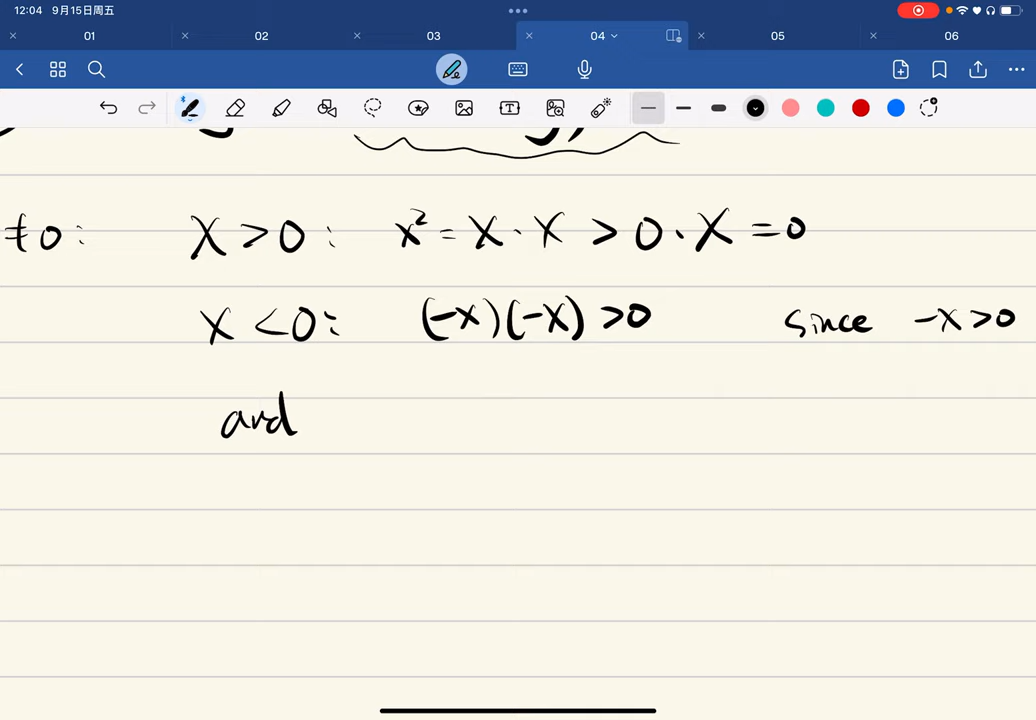 12:04 9月15日周五
01 02 03 04 05 06
≠0: X>0: x²=X·X>0·X=0
x<0: (-x)(-x)>0 since -x>0
and